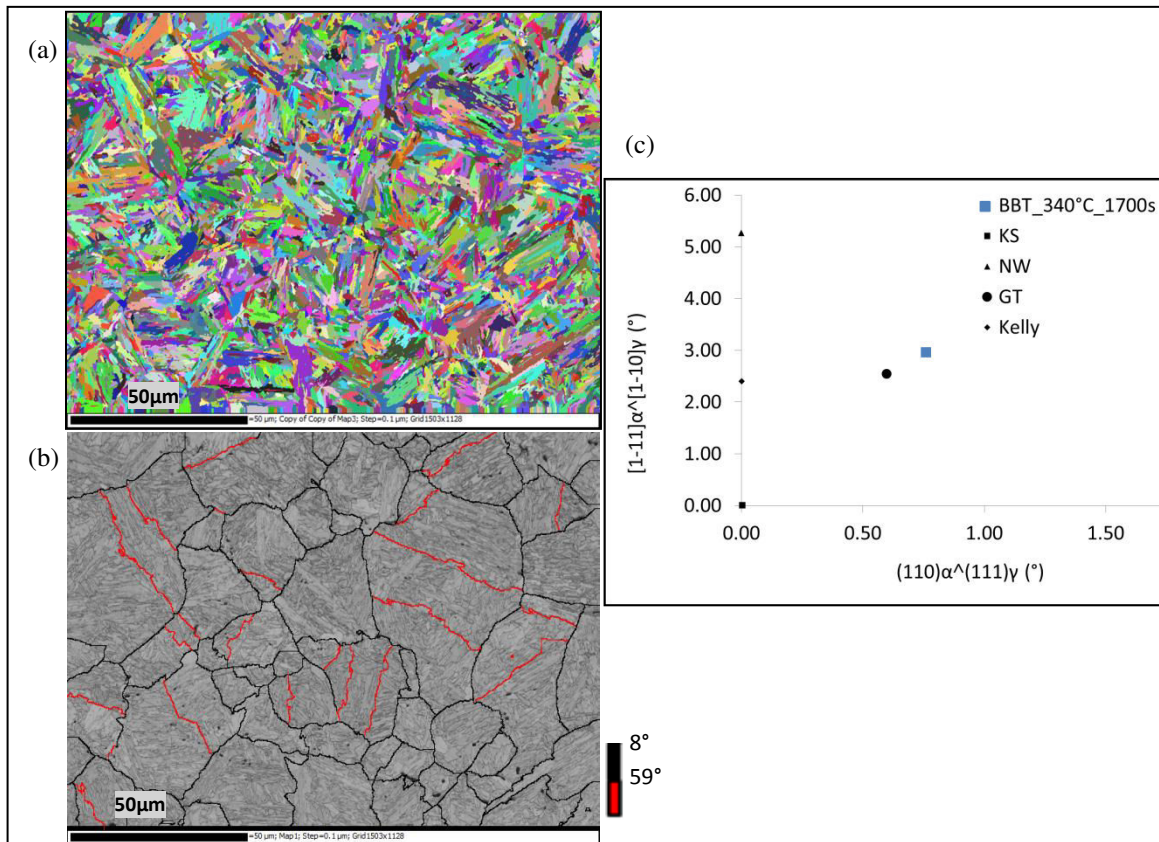 (a)
50µm
=50 µm; Copy of Copy of Map3; Step=0.1 µm; Grid1503x1128
(b)
50µm
=50 µm; Map1; Step=0.1 µm; Grid1503x1128
8°
59°
(c)
6.00
5.00
4.00
3.00
2.00
1.00
0.00
[1-11]α^[1-10]γ (°)
0.00 0.50 1.00 1.50
(110)α^(111)γ (°)
BBT_340°C_1700s
KS
NW
GT
Kelly